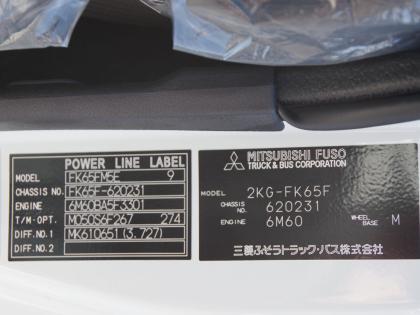 POWER LINE LABEL
MODEL FK65FM5E 9
CHASSIS NO. FK65F-620231
ENGINE 6M60BA5F3301
T/M-OPT. M050S6F267 274
DIFF.NO.1 MK610651 (3.727)
DIFF.NO.2
MITSUBISHI FUSO
TRUCK & BUS CORPORATION
MODEL 2KG-FK65F
CHASSIS NO. 620231
ENGINE 6M60 WHEEL BASE M
三菱ふそうトラック・バス株式会社